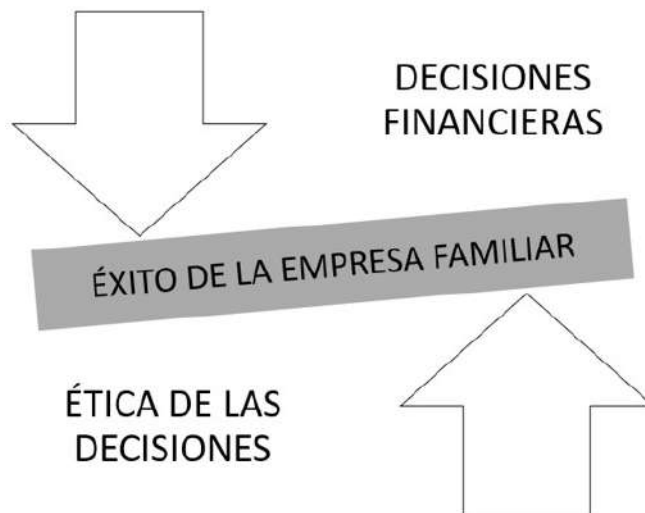 DECISIONES
FINANCIERAS
ÉXITO DE LA EMPRESA FAMILIAR
ÉTICA DE LAS
DECISIONES